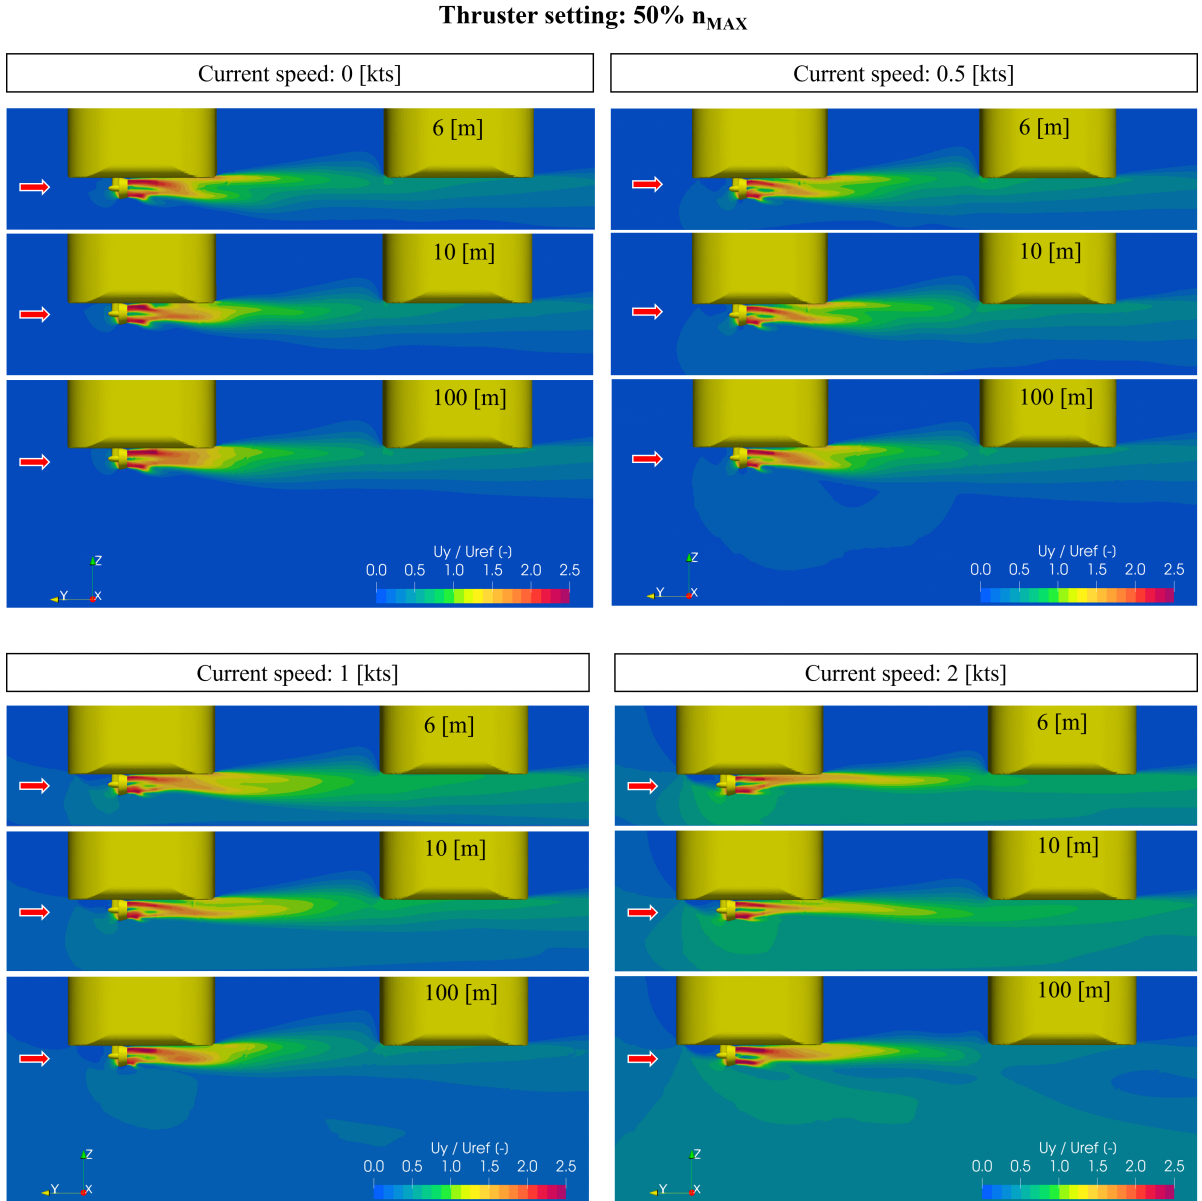 Thruster setting: 50% nMAX
Current speed: 0 [kts]
6 [m]
10 [m]
100 [m]
Z
Y
X
Uy / Uref (-)
0.0 0.5 1.0 1.5 2.0 2.5
Current speed: 0.5 [kts]
6 [m]
10 [m]
100 [m]
Z
Y
X
Uy / Uref (-)
0.0 0.5 1.0 1.5 2.0 2.5
Current speed: 1 [kts]
6 [m]
10 [m]
100 [m]
Z
Y
X
Uy / Uref (-)
0.0 0.5 1.0 1.5 2.0 2.5
Current speed: 2 [kts]
6 [m]
10 [m]
100 [m]
Z
Y
X
Uy / Uref (-)
0.0 0.5 1.0 1.5 2.0 2.5